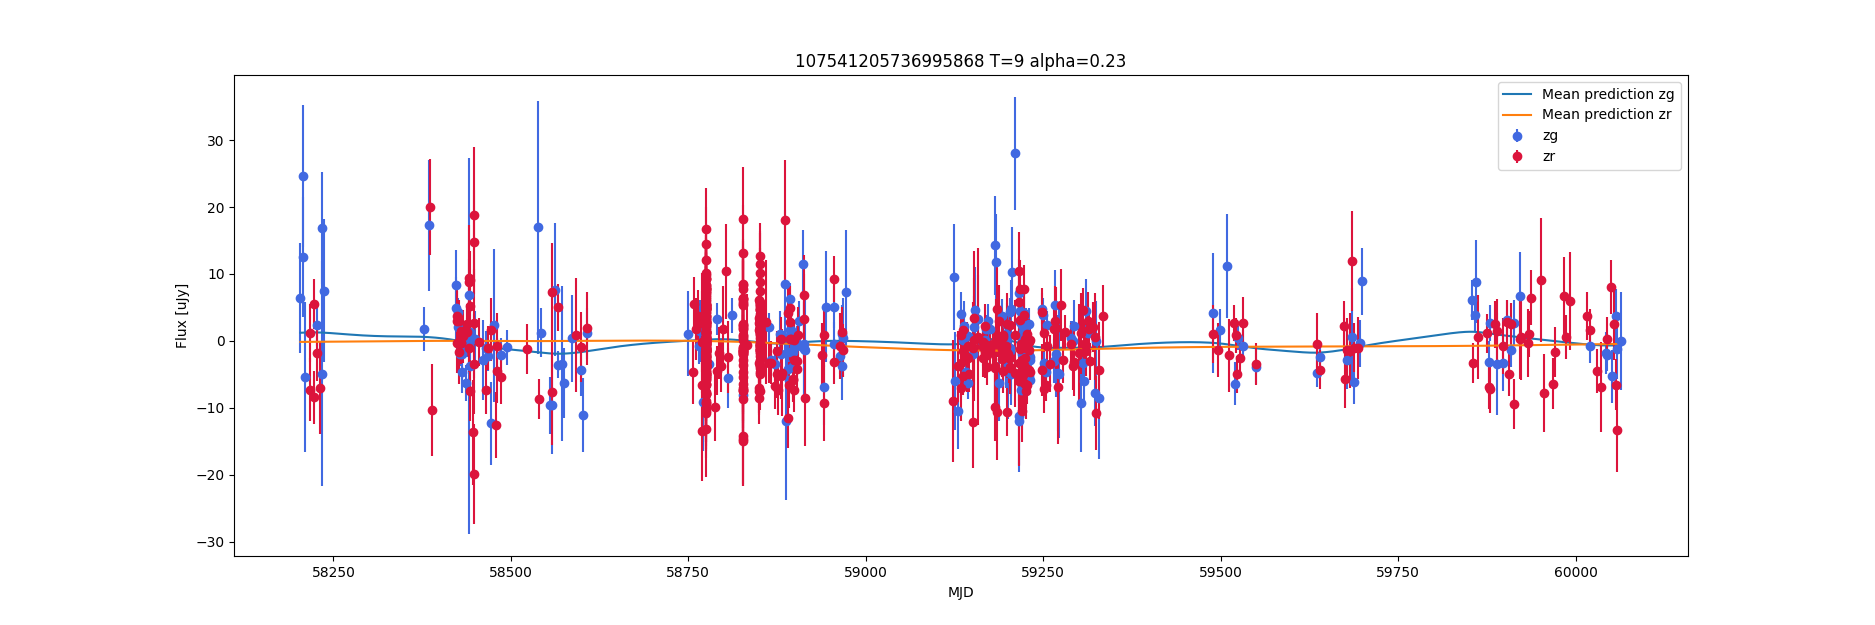 107541205736995868 T=9 alpha=0.23
Mean prediction zg
Mean prediction zr
zg
zr
Flux [uJy]
30
20
10
0
−10
−20
−30
58250 58500 58750 59000 59250 59500 59750 60000
MJD